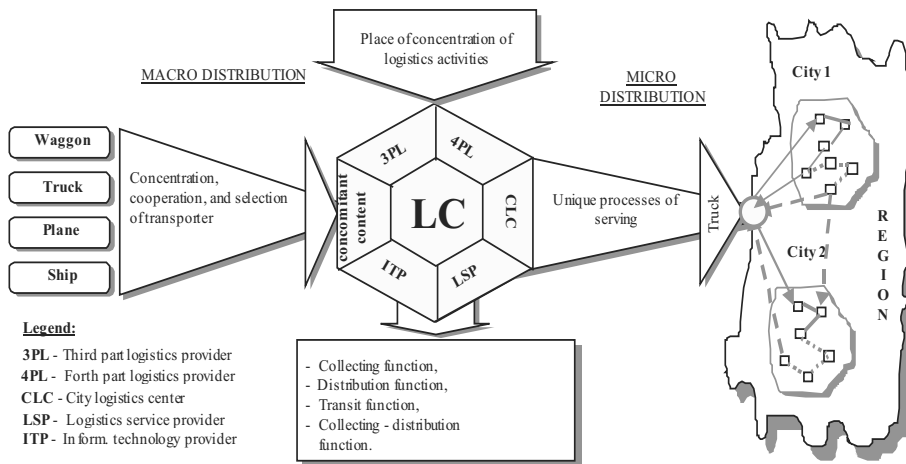 Place of concentration of
logistics activities
MACRO DISTRIBUTION
MICRO
DISTRIBUTION
Waggon
Truck
Plane
Ship
Concentration,
cooperation, and selection
of transporter
3PL
4PL
CLC
LSP
ITP
concomitant
content
LC
Unique processes of
serving
Truck
City 1
City 2
REGION
Legend:
3PL - Third part logistics provider
4PL - Forth part logistics provider
CLC - City logistics center
LSP - Logistics service provider
ITP - Inform. technology provider
- Collecting function,
- Distribution function,
- Transit function,
- Collecting - distribution
function.